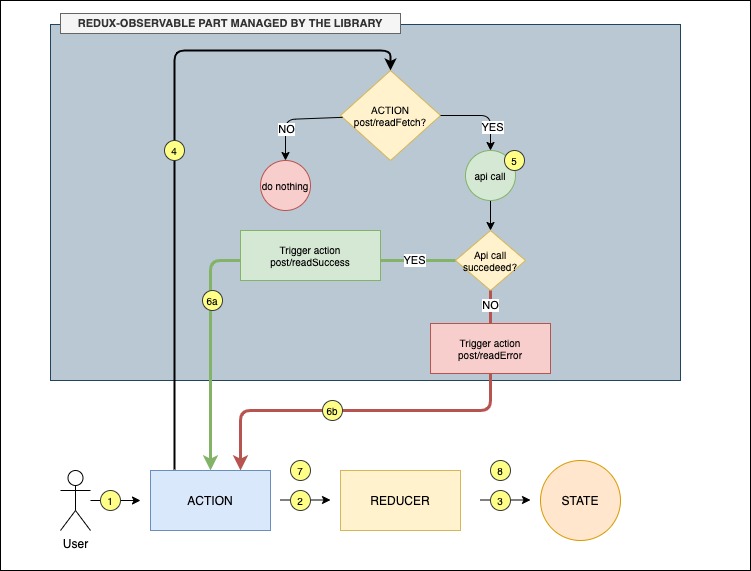 REDUX-OBSERVABLE PART MANAGED BY THE LIBRARY
ACTION
post/readFetch?
NO
YES
4
5
do nothing
api call
Trigger action
post/readSuccess
YES
Api call
succedeed?
6a
NO
Trigger action
post/readError
6b
7
8
1
ACTION
2
REDUCER
3
STATE
User